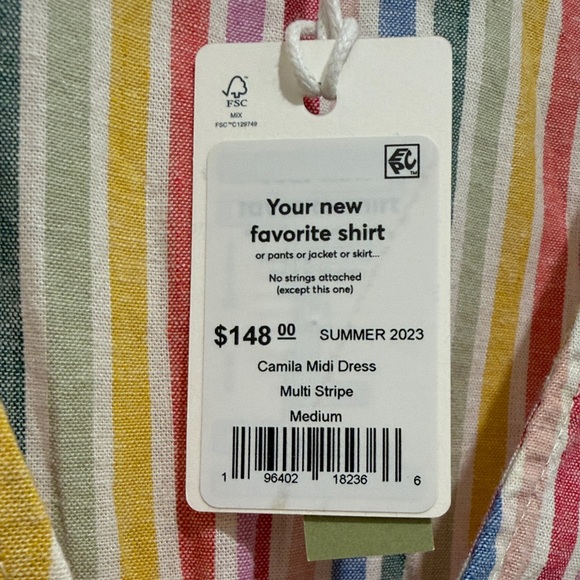 FSC
MIX
FSC™C129749
EPC™
Your new
favorite shirt
or pants or jacket or skirt...
No strings attached
(except this one)
$148 00 SUMMER 2023
Camila Midi Dress
Multi Stripe
Medium
1 96402 18236 6